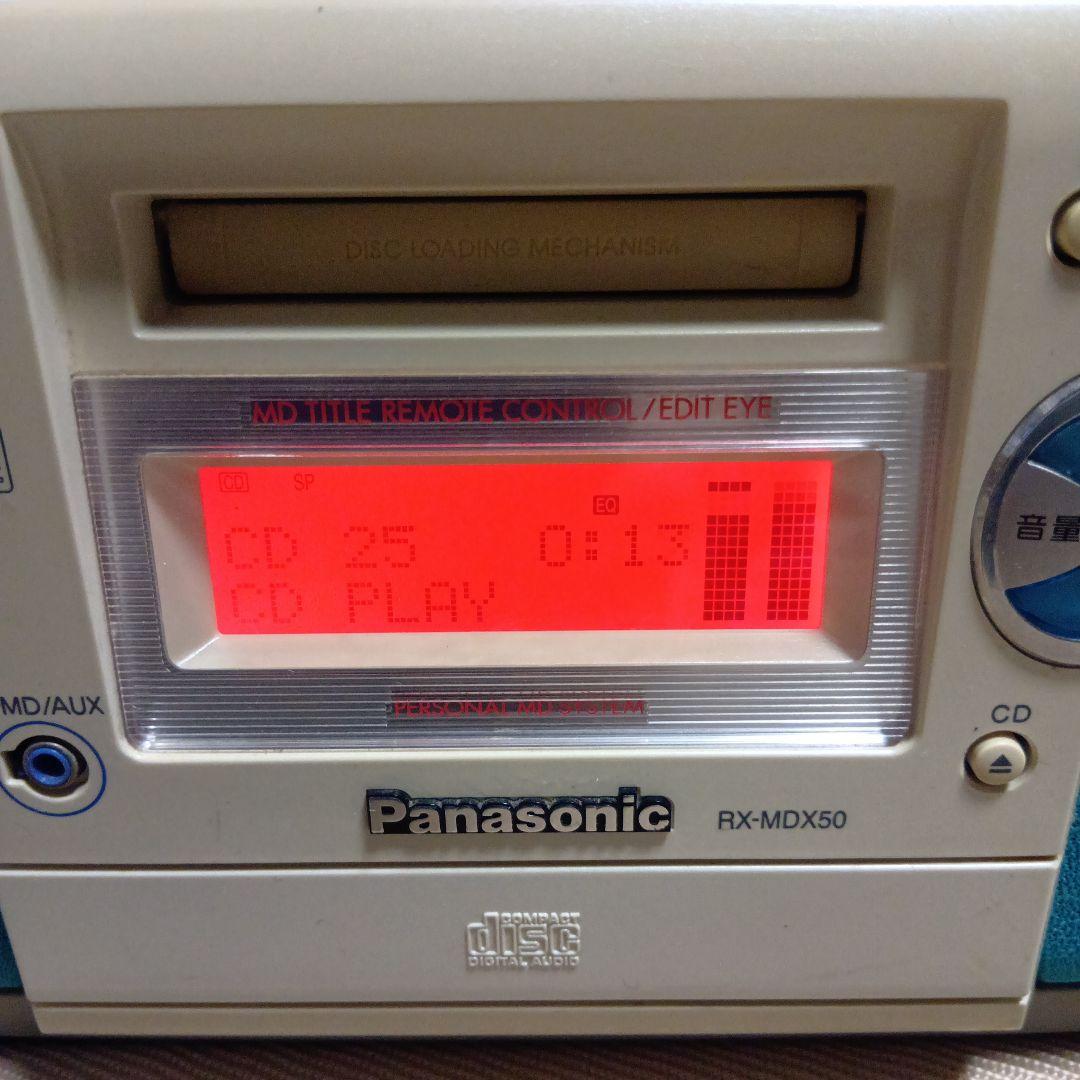 DISC LOADING MECHANISM
MD TITLE REMOTE CONTROL/EDIT EYE
CD SP
EQ
CD 25 0:13
CD PLAY
音量
MD/AUX
PERSONAL MD SYSTEM
CD
Panasonic RX-MDX50
COMPACT
disc
DIGITAL AUDIO